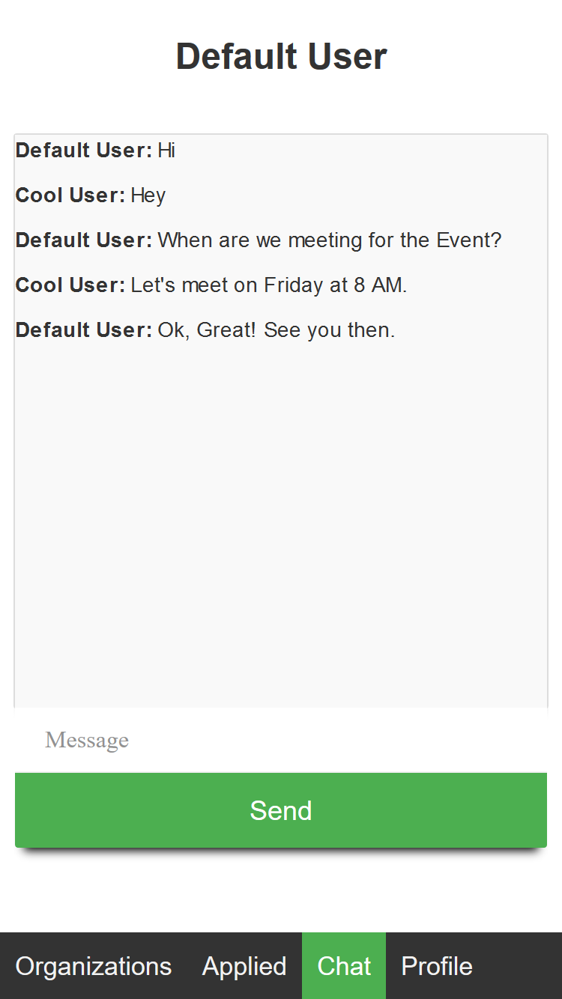 Default User
Default User: Hi
Cool User: Hey
Default User: When are we meeting for the Event?
Cool User: Let's meet on Friday at 8 AM.
Default User: Ok, Great! See you then.
Message
Send
Organizations Applied Chat Profile